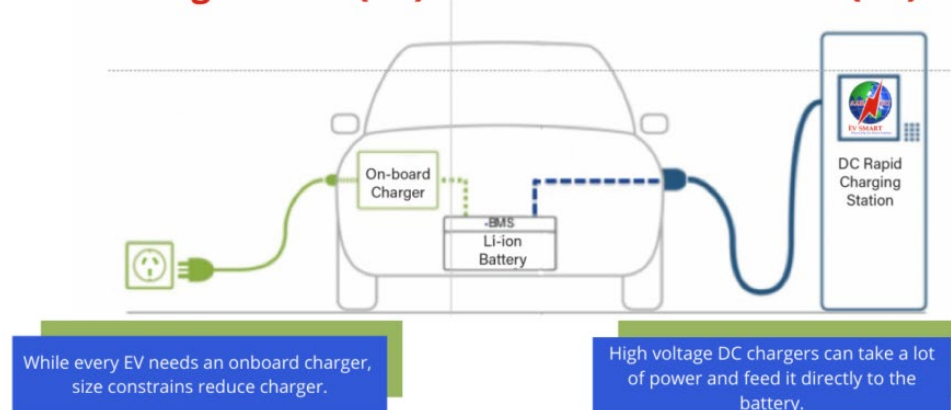 On-board
Charger
-BMS
Li-ion
Battery
EV SMART
DC Rapid
Charging
Station
While every EV needs an onboard charger,
size constrains reduce charger.
High voltage DC chargers can take a lot
of power and feed it directly to the
battery.